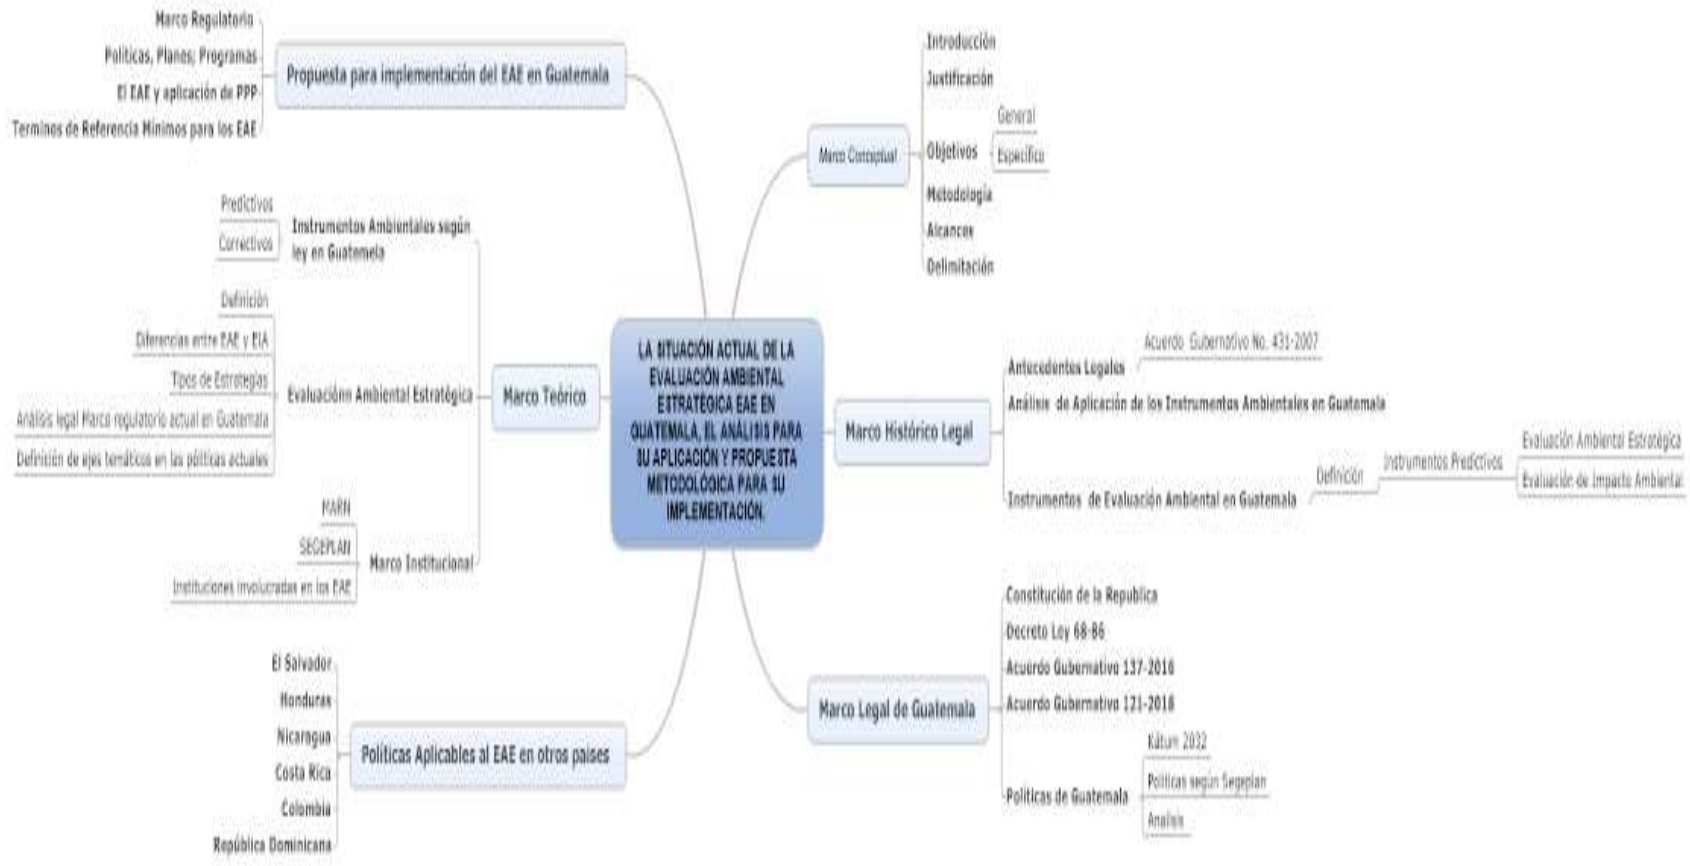 LA SITUACIÓN ACTUAL DE LA
EVALUACIÓN AMBIENTAL
ESTRATÉGICA EAE EN
GUATEMALA, EL ANÁLISIS PARA
SU APLICACIÓN Y PROPUESTA
METODOLÓGICA PARA SU
IMPLEMENTACIÓN.
Marco Conceptual
Introducción
Justificación
Objetivos
General
Específico
Metodología
Alcances
Delimitación
Marco Histórico Legal
Antecedentes Legales
Acuerdo Gubernativo No. 431-2007
Análisis de Aplicación de los Instrumentos Ambientales en Guatemala
Instrumentos de Evaluación Ambiental en Guatemala
Definición
Instrumentos Predictivos
Evaluación Ambiental Estratégica
Evaluación de Impacto Ambiental
Marco Legal de Guatemala
Constitución de la Republica
Decreto Ley 68-86
Acuerdo Gubernativo 137-2016
Acuerdo Gubernativo 121-2018
Políticas de Guatemala
Kátum 2032
Políticas según Segeplan
Analisis
Políticas Aplicables al EAE en otros países
El Salvador
Honduras
Nicaragua
Costa Rica
Colombia
República Dominicana
Marco Teórico
Instrumentos Ambientales según
ley en Guatemela
Predictivos
Correctivos
Evaluaciónn Ambiental Estratégica
Definición
Diferencias entre EAE y EIA
Tipos de Estrategias
Análisis legal Marco regulatorio actual en Guatemala
Definición de ejes temáticos en las políticas actuales
Marco Institucional
MARN
SEGEPLAN
Instituciones involucradas en los EAE
Propuesta para implementación del EAE en Guatemala
Marco Regulatorio
Políticas, Planes; Programas
El EAE y aplicación de PPP
Terminos de Referencia Mínimos para los EAE